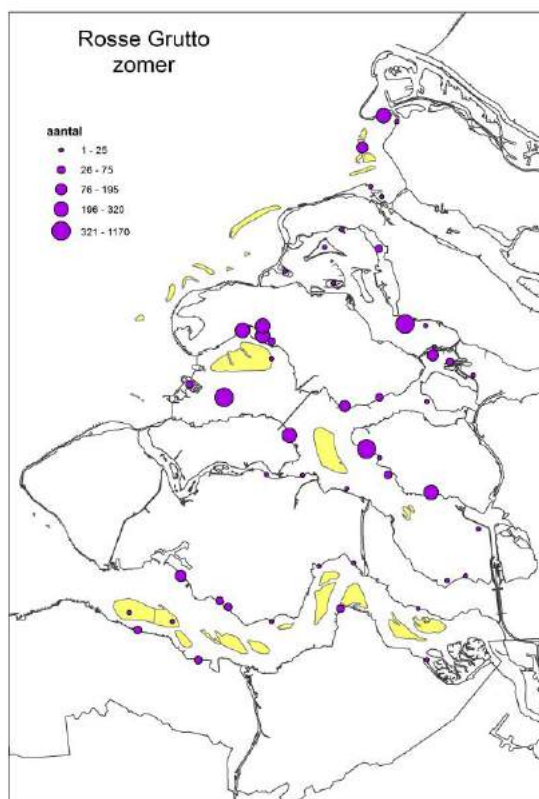 Rosse Grutto
zomer
aantal
1 - 25
26 - 75
76 - 195
196 - 320
321 - 1170